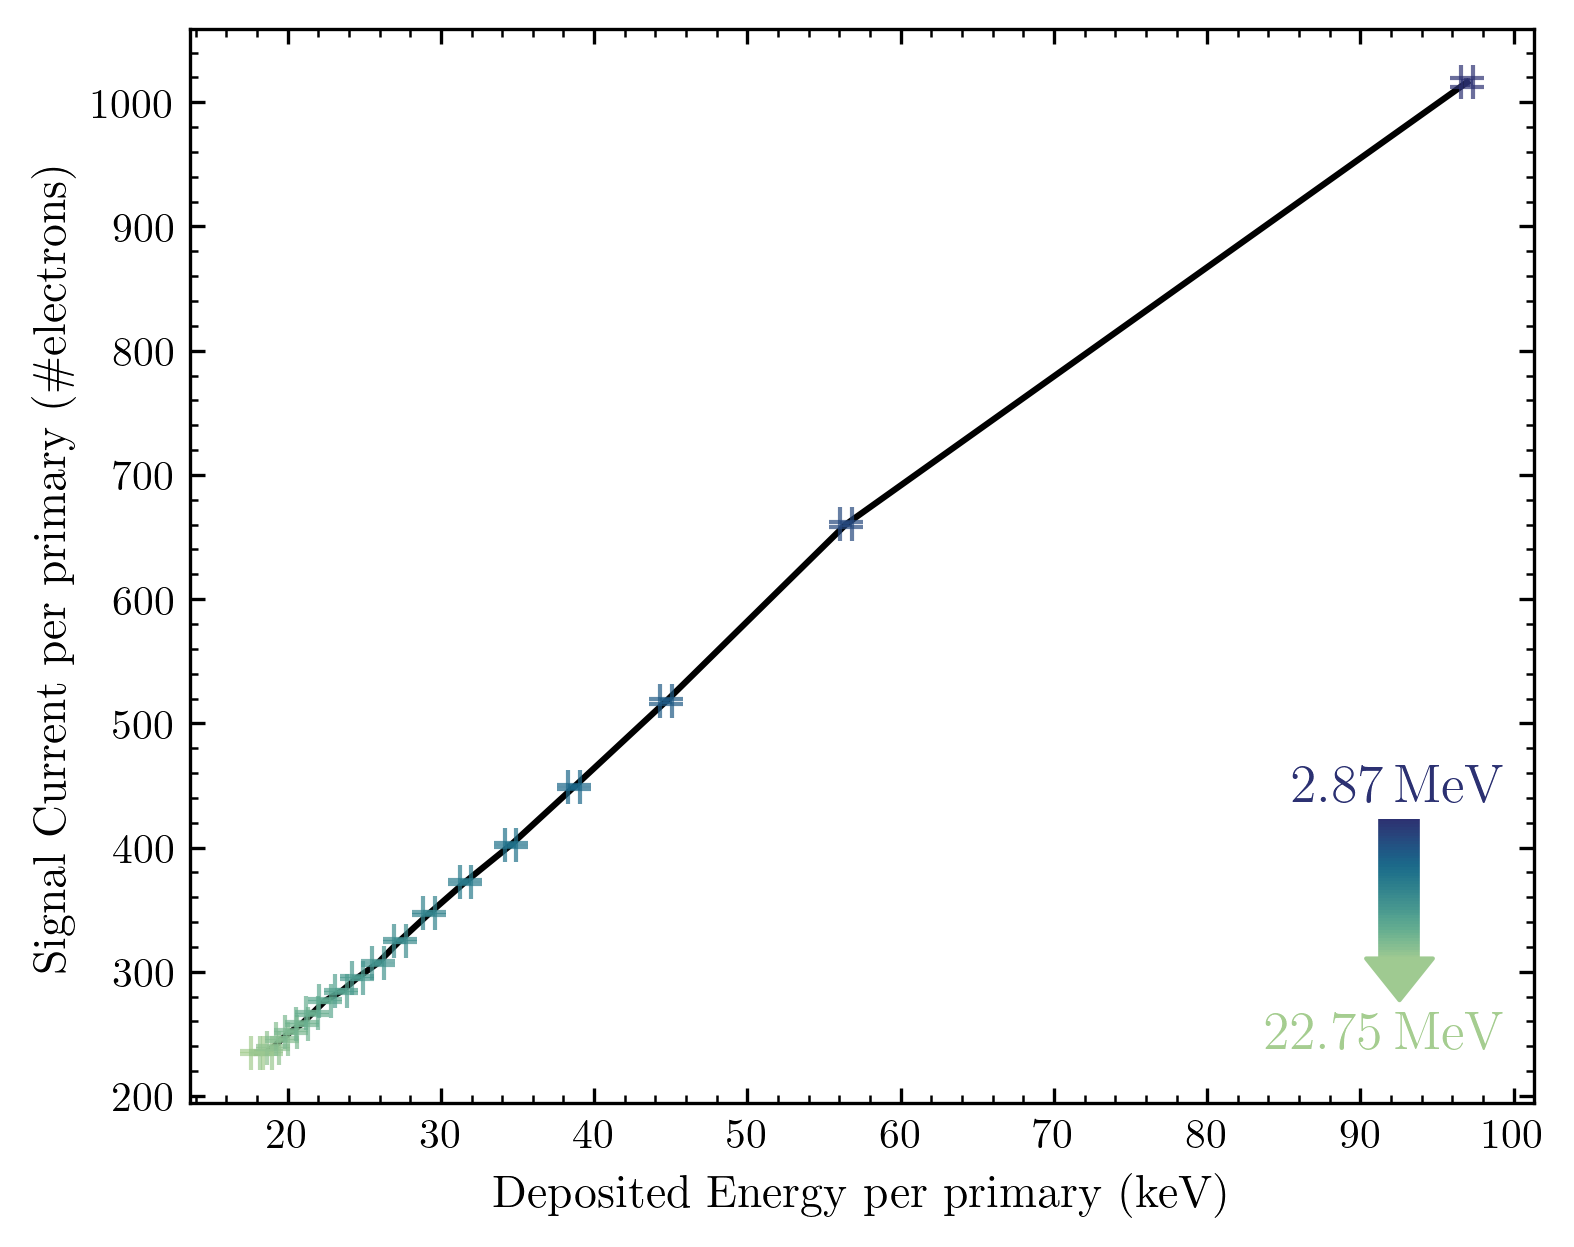 1000
900
800
700
600
500
400
300
200
Signal Current per primary (#electrons)
2.87 MeV
22.75 MeV
20 30 40 50 60 70 80 90 100
Deposited Energy per primary (keV)